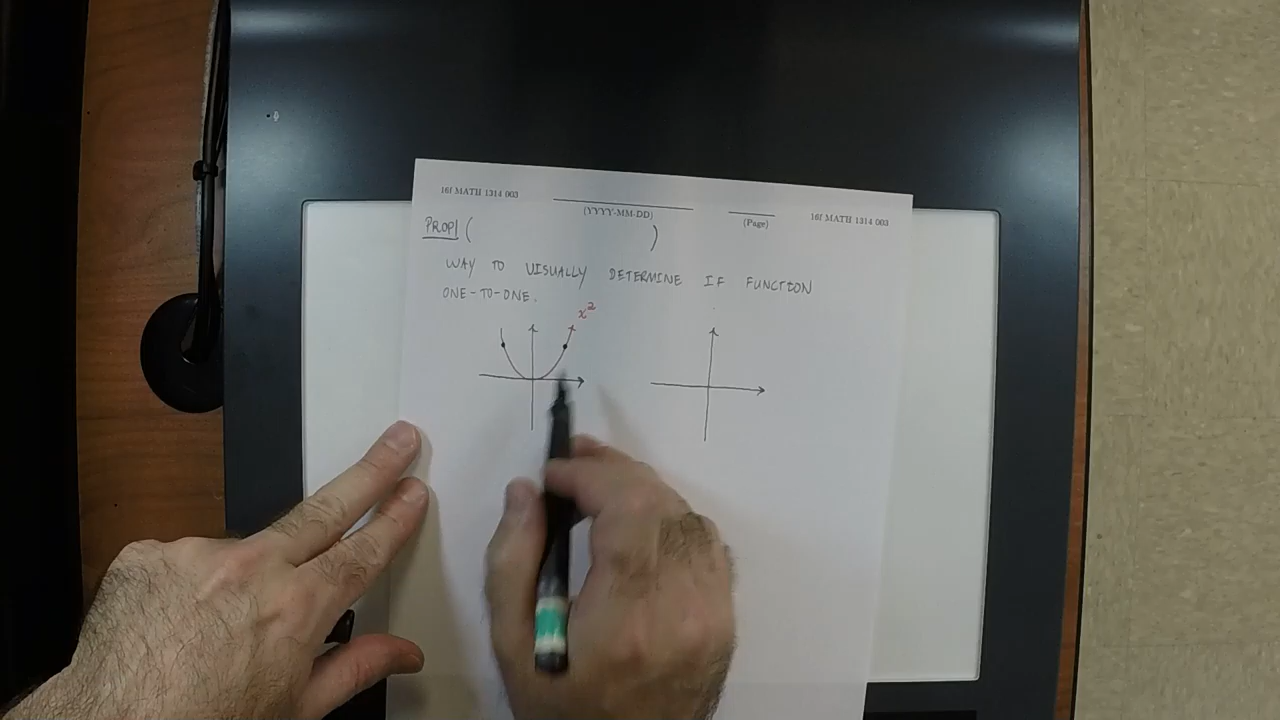 16f MATH 1314 003
(YYYY-MM-DD)
(Page)
16f MATH 1314 003
PROP| ( )
WAY TO VISUALLY DETERMINE IF FUNCTION
ONE-TO-ONE.
x²